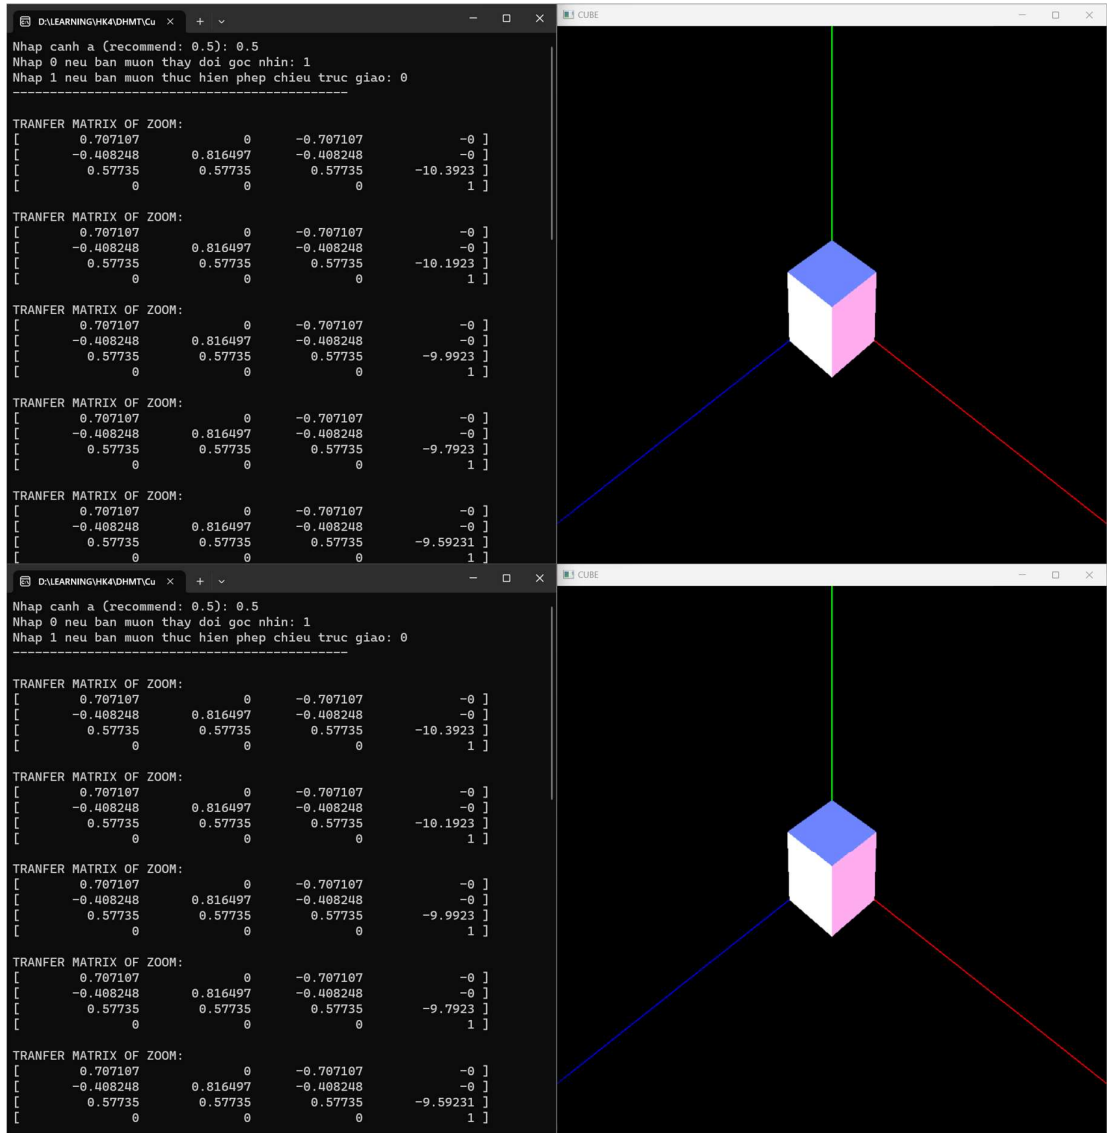 D:\LEARNING\HK4\DHMT\Cu
Nhap canh a (recommend: 0.5): 0.5
Nhap 0 neu ban muon thay doi goc nhin: 1
Nhap 1 neu ban muon thuc hien phep chieu truc giao: 0
---------------------------------------------
TRANFER MATRIX OF ZOOM:
[ 0.707107 0 -0.707107 -0 ]
[ -0.408248 0.816497 -0.408248 -0 ]
[ 0.57735 0.57735 0.57735 -10.3923 ]
[ 0 0 0 1 ]
TRANFER MATRIX OF ZOOM:
[ 0.707107 0 -0.707107 -0 ]
[ -0.408248 0.816497 -0.408248 -0 ]
[ 0.57735 0.57735 0.57735 -10.1923 ]
[ 0 0 0 1 ]
TRANFER MATRIX OF ZOOM:
[ 0.707107 0 -0.707107 -0 ]
[ -0.408248 0.816497 -0.408248 -0 ]
[ 0.57735 0.57735 0.57735 -9.9923 ]
[ 0 0 0 1 ]
TRANFER MATRIX OF ZOOM:
[ 0.707107 0 -0.707107 -0 ]
[ -0.408248 0.816497 -0.408248 -0 ]
[ 0.57735 0.57735 0.57735 -9.7923 ]
[ 0 0 0 1 ]
TRANFER MATRIX OF ZOOM:
[ 0.707107 0 -0.707107 -0 ]
[ -0.408248 0.816497 -0.408248 -0 ]
[ 0.57735 0.57735 0.57735 -9.59231 ]
[ 0 0 0 1 ]
CUBE
D:\LEARNING\HK4\DHMT\Cu
Nhap canh a (recommend: 0.5): 0.5
Nhap 0 neu ban muon thay doi goc nhin: 1
Nhap 1 neu ban muon thuc hien phep chieu truc giao: 0
---------------------------------------------
TRANFER MATRIX OF ZOOM:
[ 0.707107 0 -0.707107 -0 ]
[ -0.408248 0.816497 -0.408248 -0 ]
[ 0.57735 0.57735 0.57735 -10.3923 ]
[ 0 0 0 1 ]
TRANFER MATRIX OF ZOOM:
[ 0.707107 0 -0.707107 -0 ]
[ -0.408248 0.816497 -0.408248 -0 ]
[ 0.57735 0.57735 0.57735 -10.1923 ]
[ 0 0 0 1 ]
TRANFER MATRIX OF ZOOM:
[ 0.707107 0 -0.707107 -0 ]
[ -0.408248 0.816497 -0.408248 -0 ]
[ 0.57735 0.57735 0.57735 -9.9923 ]
[ 0 0 0 1 ]
TRANFER MATRIX OF ZOOM:
[ 0.707107 0 -0.707107 -0 ]
[ -0.408248 0.816497 -0.408248 -0 ]
[ 0.57735 0.57735 0.57735 -9.7923 ]
[ 0 0 0 1 ]
TRANFER MATRIX OF ZOOM:
[ 0.707107 0 -0.707107 -0 ]
[ -0.408248 0.816497 -0.408248 -0 ]
[ 0.57735 0.57735 0.57735 -9.59231 ]
[ 0 0 0 1 ]
CUBE